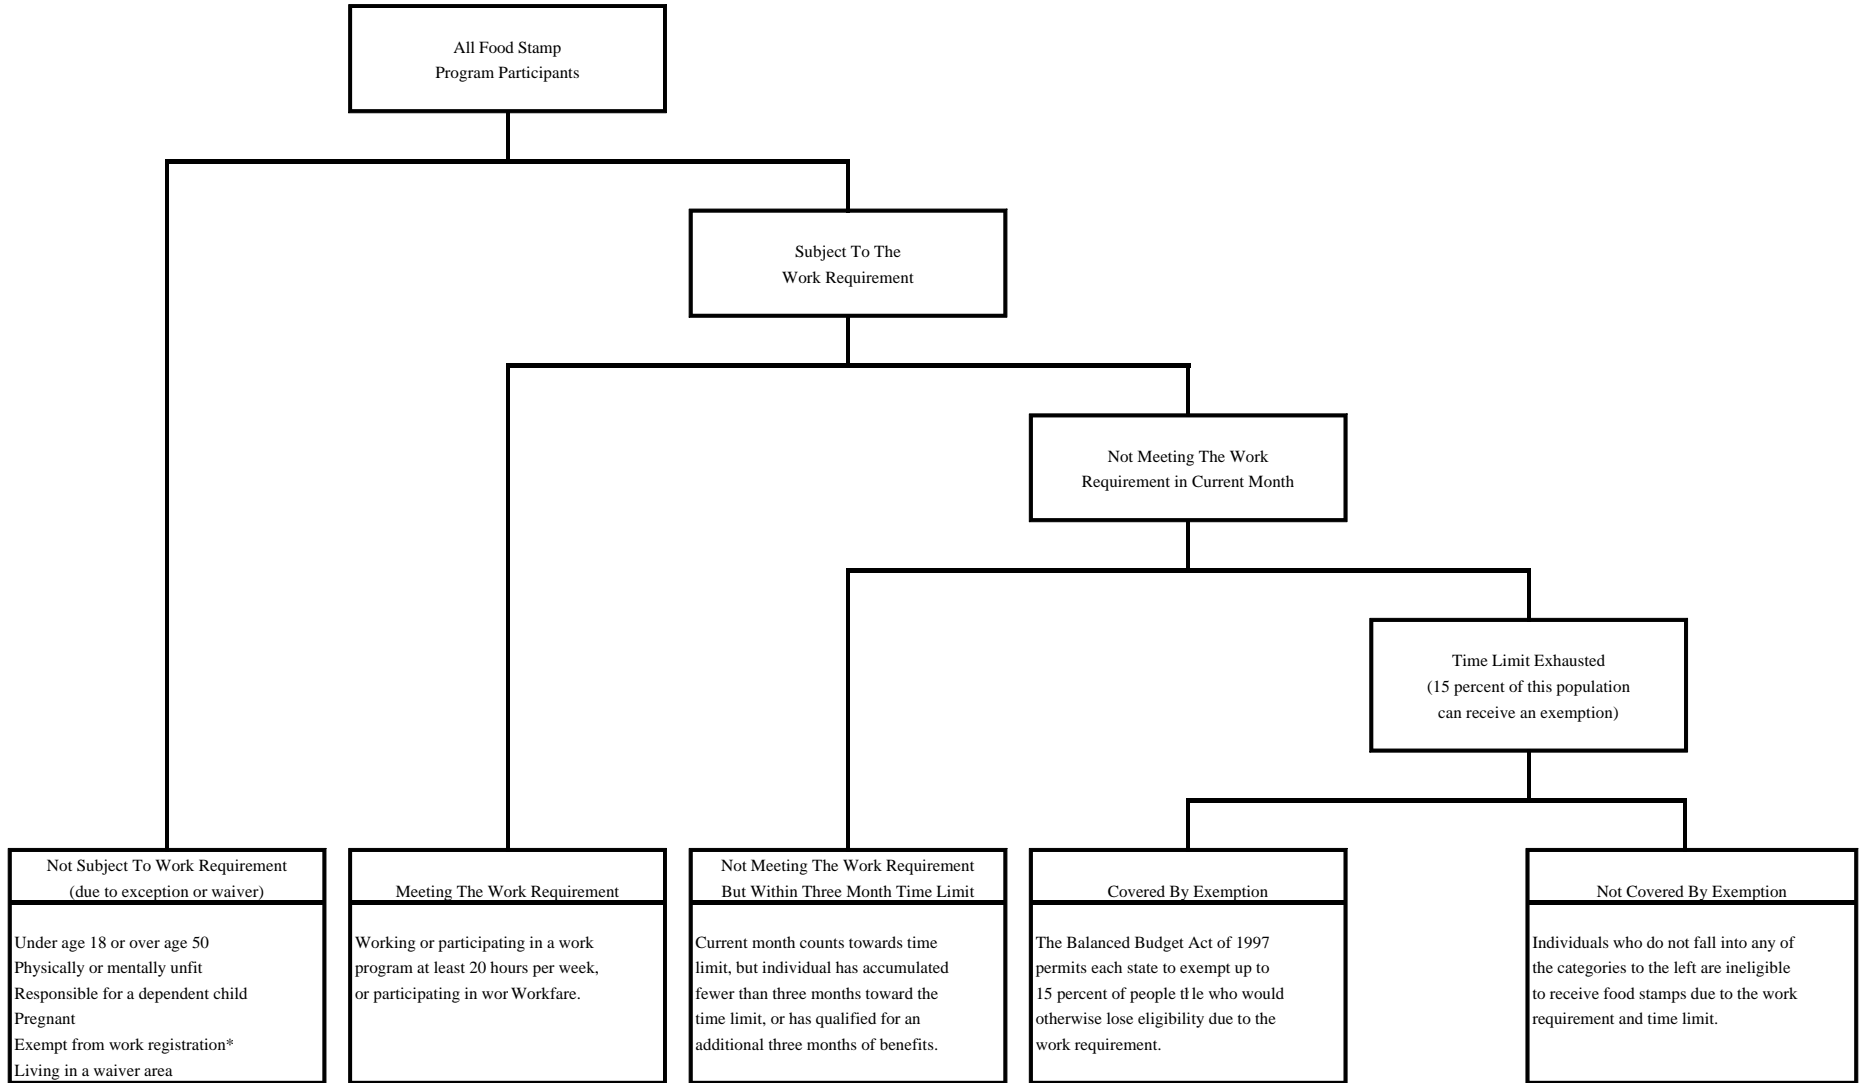 All Food Stamp
Program Participants
Subject To The
Work Requirement
Not Meeting The Work
Requirement in Current Month
Time Limit Exhausted
(15 percent of this population
can receive an exemption)
Not Subject To Work Requirement
(due to exception or waiver)
Under age 18 or over age 50
Physically or mentally unfit
Responsible for a dependent child
Pregnant
Exempt from work registration*
Living in a waiver area
Meeting The Work Requirement
Working or participating in a work
program at least 20 hours per week,
or participating in wor Workfare.
Not Meeting The Work Requirement
But Within Three Month Time Limit
Current month counts towards time
limit, but individual has accumulated
fewer than three months toward the
time limit, or has qualified for an
additional three months of benefits.
Covered By Exemption
The Balanced Budget Act of 1997
permits each state to exempt up to
15 percent of people who would
otherwise lose eligibility due to the
work requirement.
Not Covered By Exemption
Individuals who do not fall into any of
the categories to the left are ineligible
to receive food stamps due to the work
requirement and time limit.